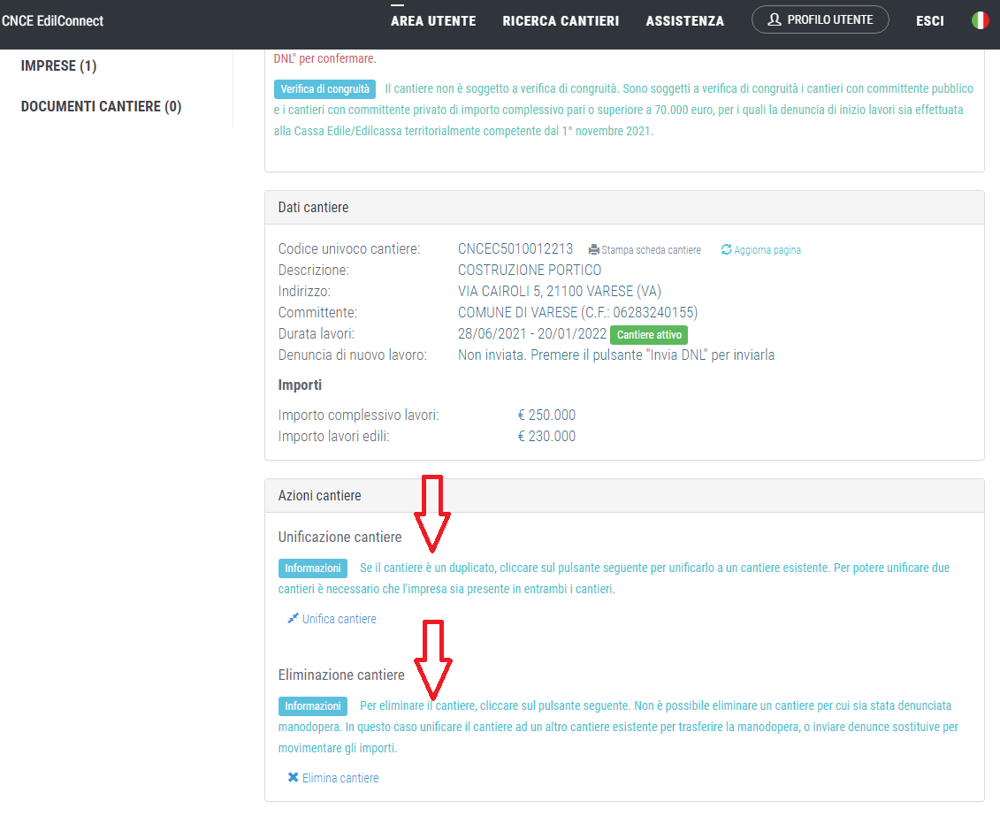 CNCE EdilConnect
AREA UTENTE
RICERCA CANTIERI
ASSISTENZA
PROFILO UTENTE
ESCI
IMPRESE (1)
DOCUMENTI CANTIERE (0)
DNL" per confermare.
Verifica di congruità Il cantiere non è soggetto a verifica di congruità. Sono soggetti a verifica di congruità i cantieri con committente pubblico
e i cantieri con committente privato di importo complessivo pari o superiore a 70.000 euro, per i quali la denuncia di inizio lavori sia effettuata
alla Cassa Edile/Edilcassa territorialmente competente dal 1° novembre 2021.
Dati cantiere
Codice univoco cantiere: CNCEC5010012213 Stampa scheda cantiere Aggiorna pagina
Descrizione: COSTRUZIONE PORTICO
Indirizzo: VIA CAIROLI 5, 21100 VARESE (VA)
Committente: COMUNE DI VARESE (C.F.: 06283240155)
Durata lavori: 28/06/2021 - 20/01/2022 Cantiere attivo
Denuncia di nuovo lavoro: Non inviata. Premere il pulsante "Invia DNL" per inviarla
Importi
Importo complessivo lavori: € 250.000
Importo lavori edili: € 230.000
Azioni cantiere
Unificazione cantiere
Informazioni Se il cantiere è un duplicato, cliccare sul pulsante seguente per unificarlo a un cantiere esistente. Per potere unificare due
cantieri è necessario che l'impresa sia presente in entrambi i cantieri.
Unifica cantiere
Eliminazione cantiere
Informazioni Per eliminare il cantiere, cliccare sul pulsante seguente. Non è possibile eliminare un cantiere per cui sia stata denunciata
manodopera. In questo caso unificare il cantiere ad un altro cantiere esistente per trasferire la manodopera, o inviare denunce sostituive per
movimentare gli importi.
Elimina cantiere